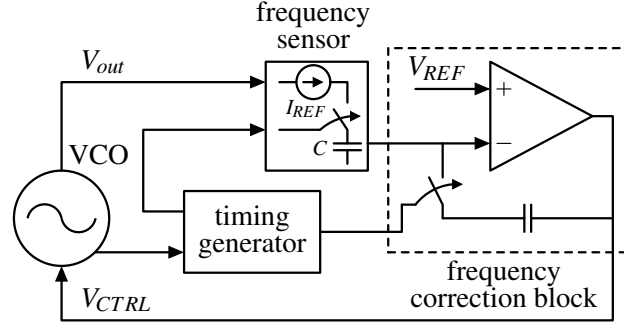 frequency
sensor
V_out
I_REF
C
V_REF
+
−
VCO
timing
generator
V_CTRL
frequency
correction block